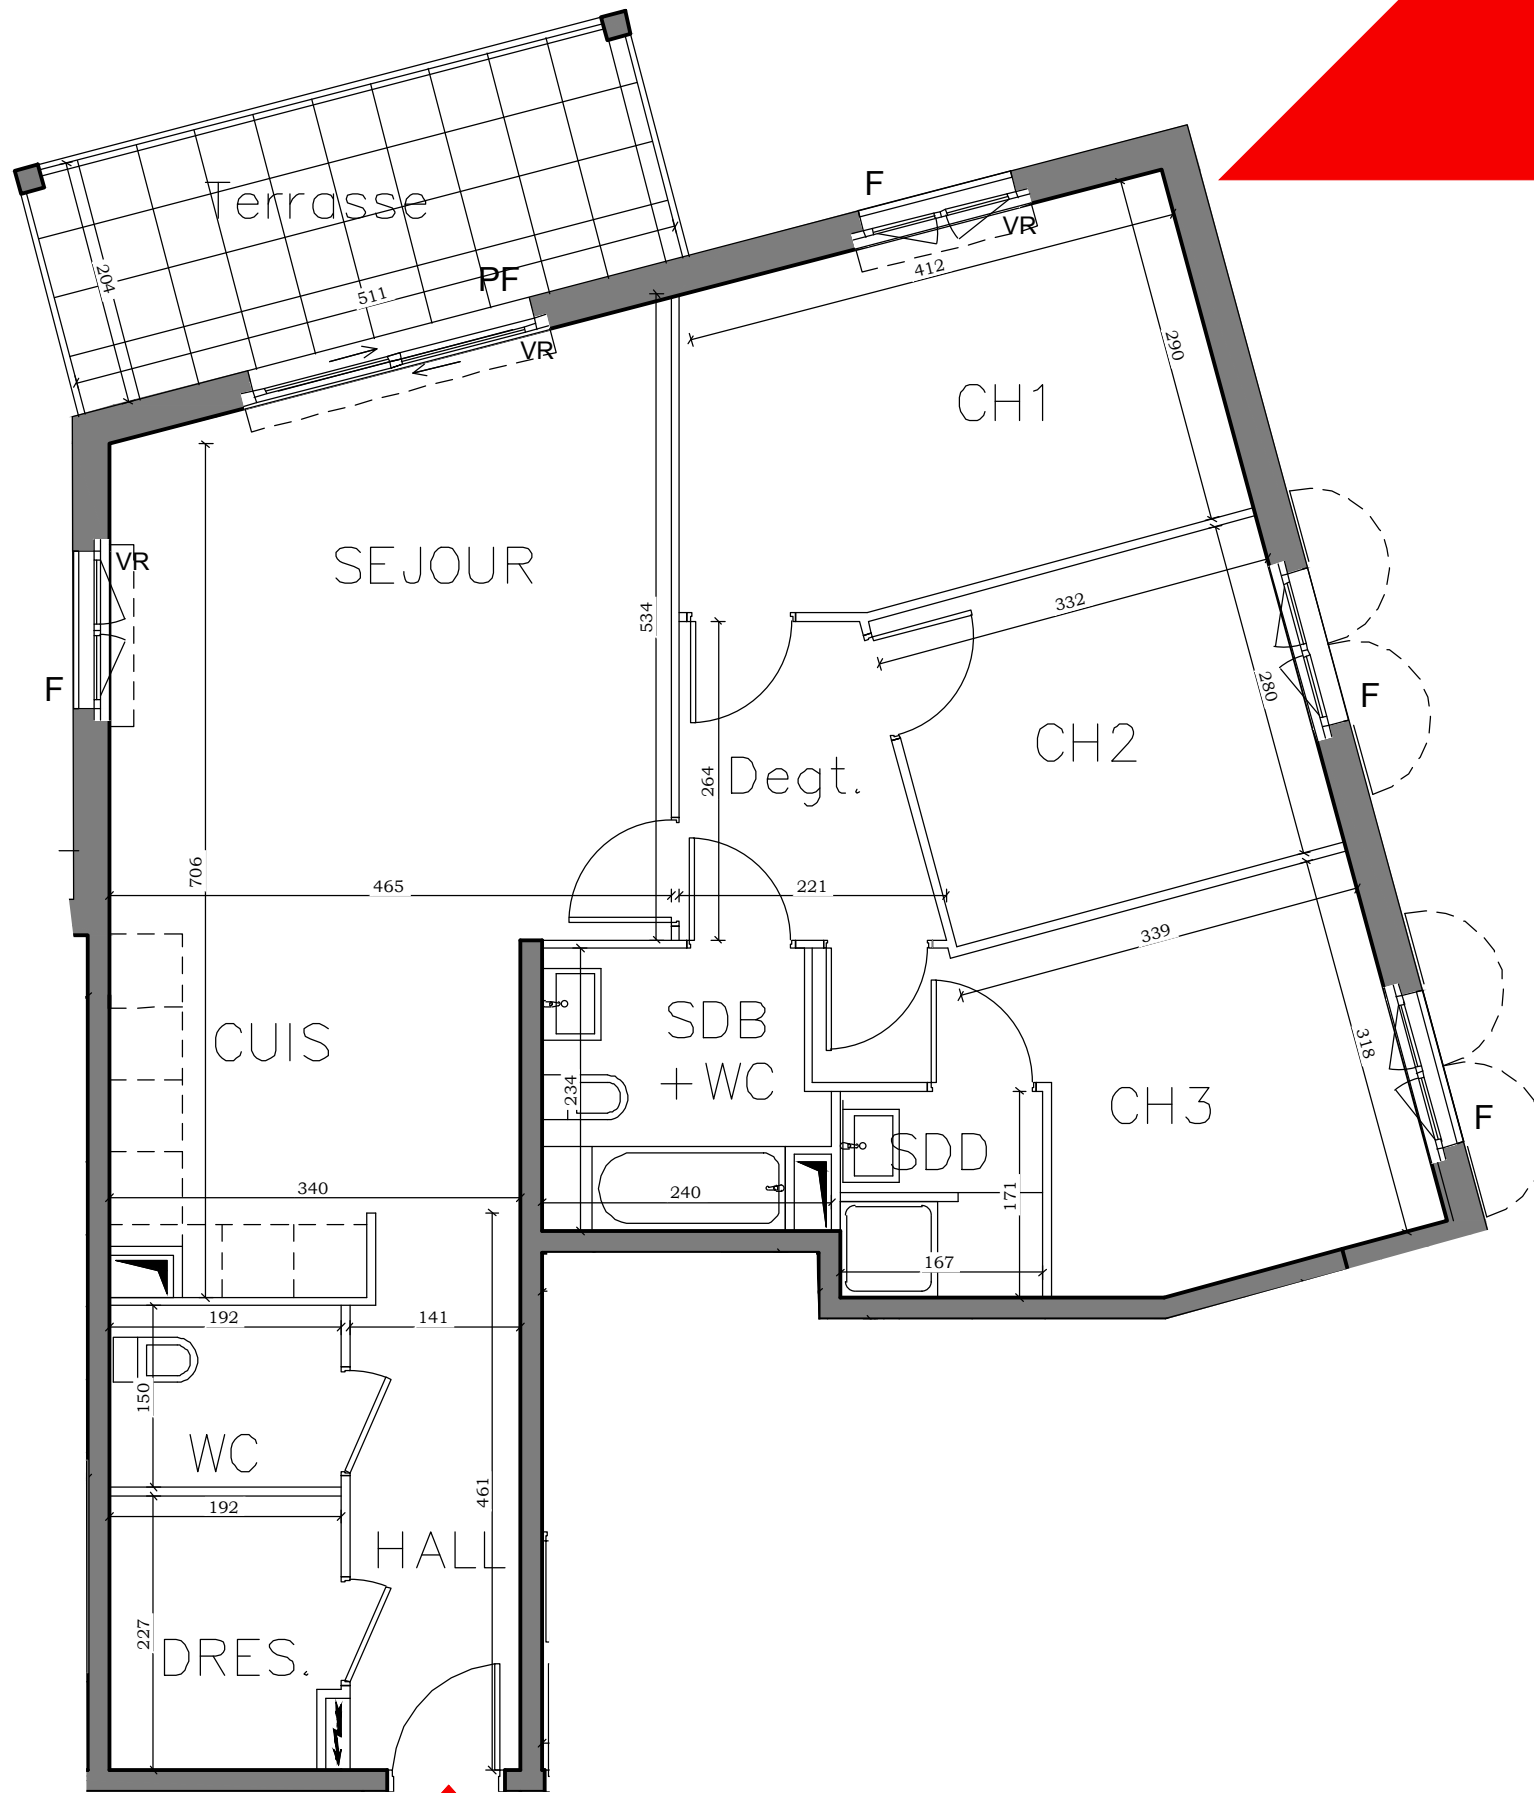 Terrasse
204
511
PF
VR
F
VR
412
290
CH1
SEJOUR
VR
F
534
332
280
F
CH2
Degt.
264
706
465
221
339
CUIS
SDB
+WC
234
318
CH3
F
SDD
171
340
240
167
192
141
150
WC
461
192
HALL
227
DRES.